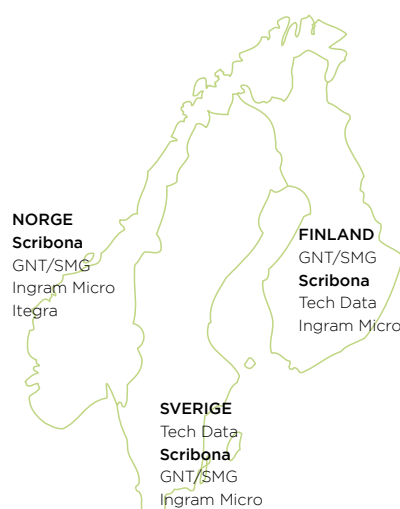 NORGE
Scribona
GNT/SMG
Ingram Micro
Itegra
FINLAND
GNT/SMG
Scribona
Tech Data
Ingram Micro
SVERIGE
Tech Data
Scribona
GNT/SMG
Ingram Micro